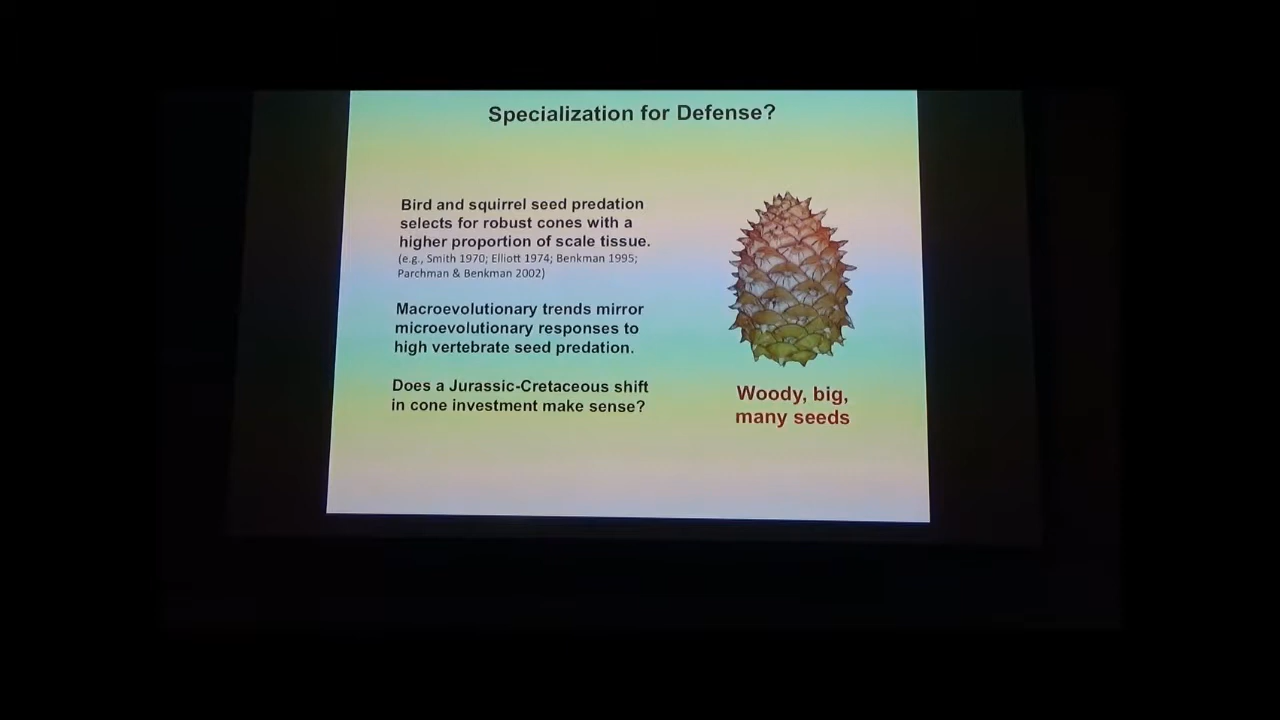 Specialization for Defense?
Bird and squirrel seed predation
selects for robust cones with a
higher proportion of scale tissue.
(e.g., Smith 1970; Elliott 1974; Benkman 1995;
Parchman & Benkman 2002)
Macroevolutionary trends mirror
microevolutionary responses to
high vertebrate seed predation.
Does a Jurassic-Cretaceous shift
in cone investment make sense?
Woody, big,
many seeds